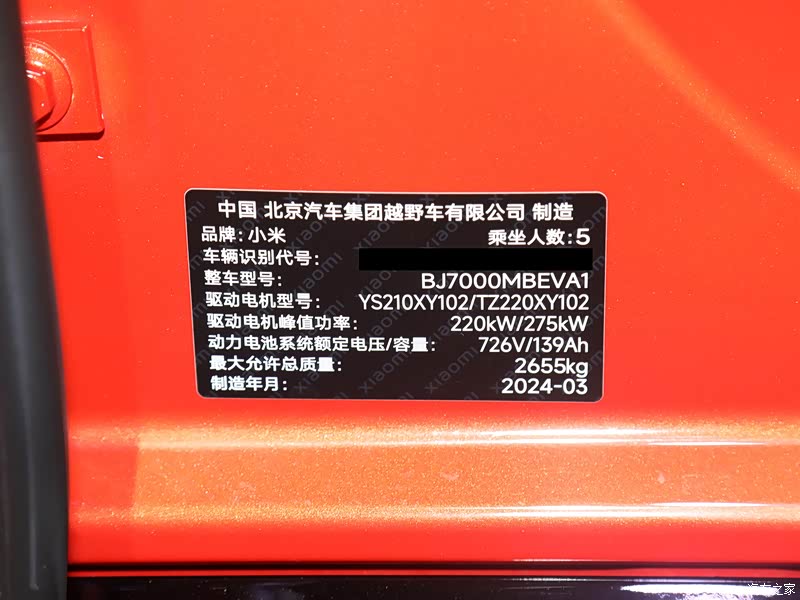 中国 北京汽车集团越野车有限公司 制造
品牌:小米 乘坐人数:5
车辆识别代号:
整车型号: BJ7000MBEVA1
驱动电机型号: YS210XY102/TZ220XY102
驱动电机峰值功率: 220kW/275kW
动力电池系统额定电压/容量: 726V/139Ah
最大允许总质量: 2655kg
制造年月: 2024-03
汽车之家